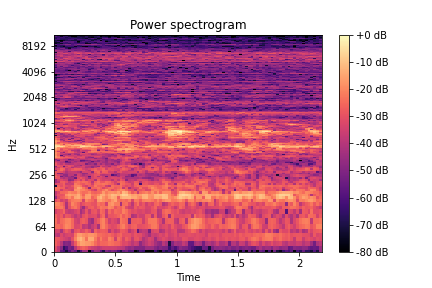 Power spectrogram
Hz
8192
4096
2048
1024
512
256
128
64
0
0 0.5 1 1.5 2
Time
+0 dB
-10 dB
-20 dB
-30 dB
-40 dB
-50 dB
-60 dB
-70 dB
-80 dB